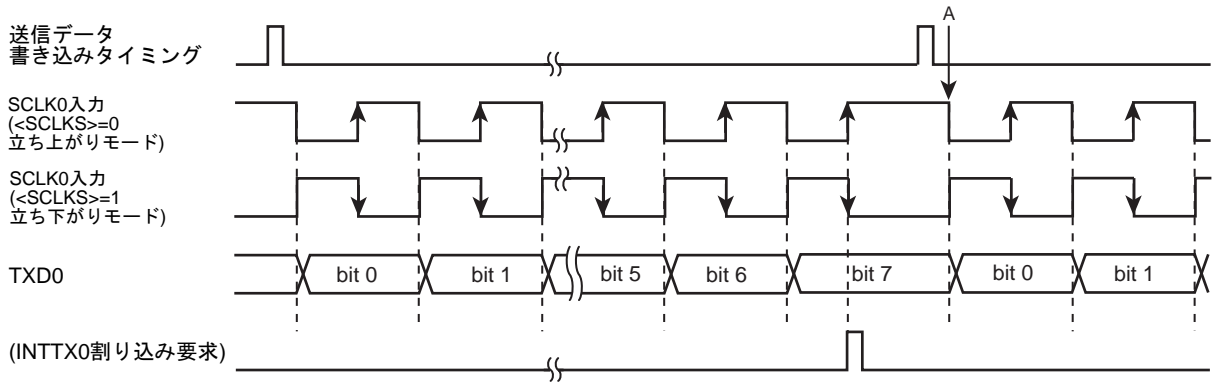 A
送信データ
書き込みタイミング
SCLK0入力
(<SCLKS>=0
立ち上がりモード)
SCLK0入力
(<SCLKS>=1
立ち下がりモード)
TXD0
bit 0
bit 1
bit 5
bit 6
bit 7
bit 0
bit 1
(INTTX0割り込み要求)